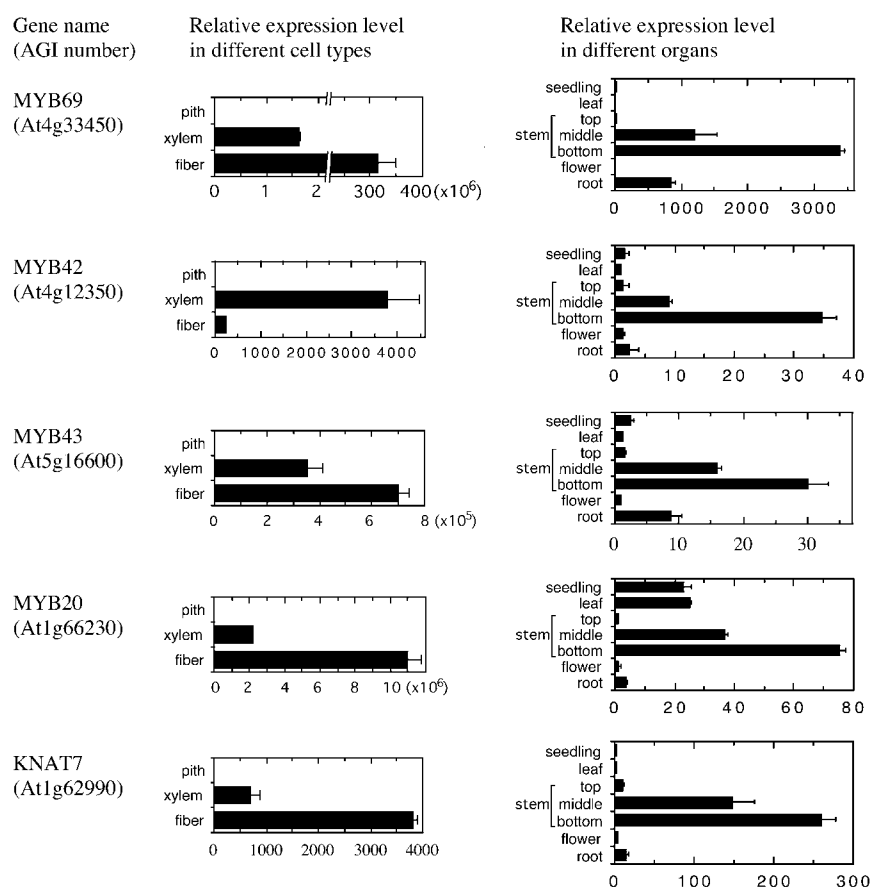 Gene name
(AGI number)
Relative expression level
in different cell types
Relative expression level
in different organs
MYB69
(At4g33450)
pith
xylem
fiber
0 1 2 300 400 (x10⁶)
seedling
leaf
top
stem middle
bottom
flower
root
0 1000 2000 3000
MYB42
(At4g12350)
pith
xylem
fiber
0 1000 2000 3000 4000
seedling
leaf
top
stem middle
bottom
flower
root
0 10 20 30 40
MYB43
(At5g16600)
pith
xylem
fiber
0 2 4 6 8 (x10⁵)
seedling
leaf
top
stem middle
bottom
flower
root
0 10 20 30
MYB20
(At1g66230)
pith
xylem
fiber
0 2 4 6 8 10 (x10⁶)
seedling
leaf
top
stem middle
bottom
flower
root
0 20 40 60 80
KNAT7
(At1g62990)
pith
xylem
fiber
0 1000 2000 3000 4000
seedling
leaf
top
stem middle
bottom
flower
root
0 100 200 300